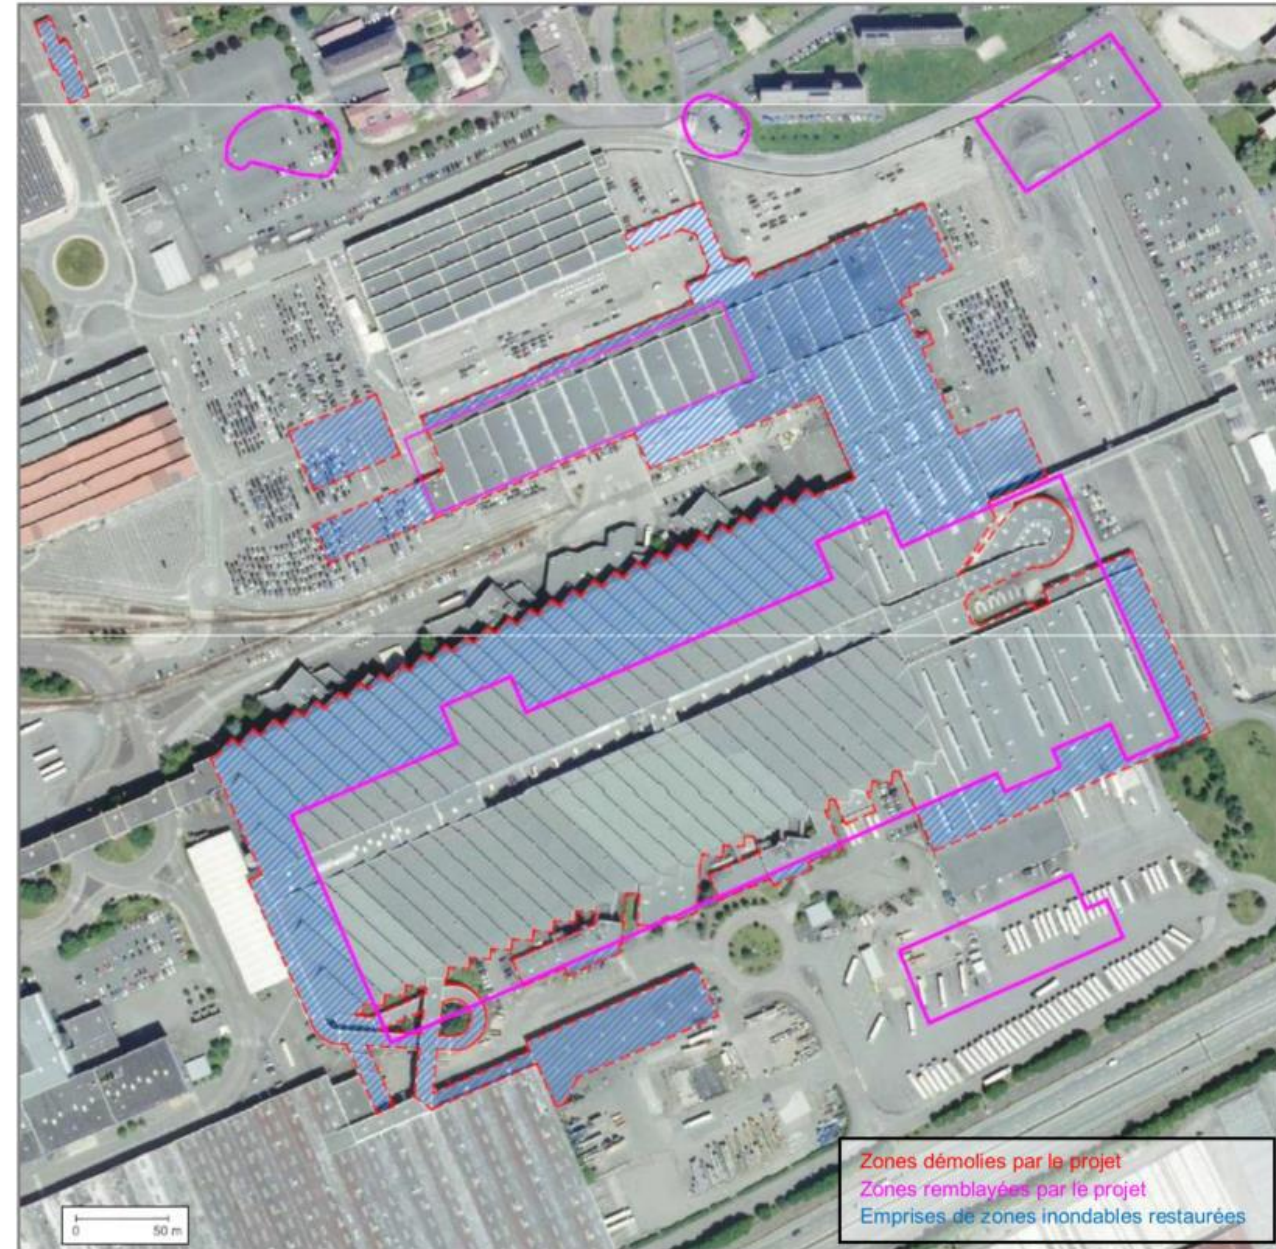 Zones démolies par le projet
Zones remblayées par le projet
Emprises de zones inondables restaurées
0 50 m